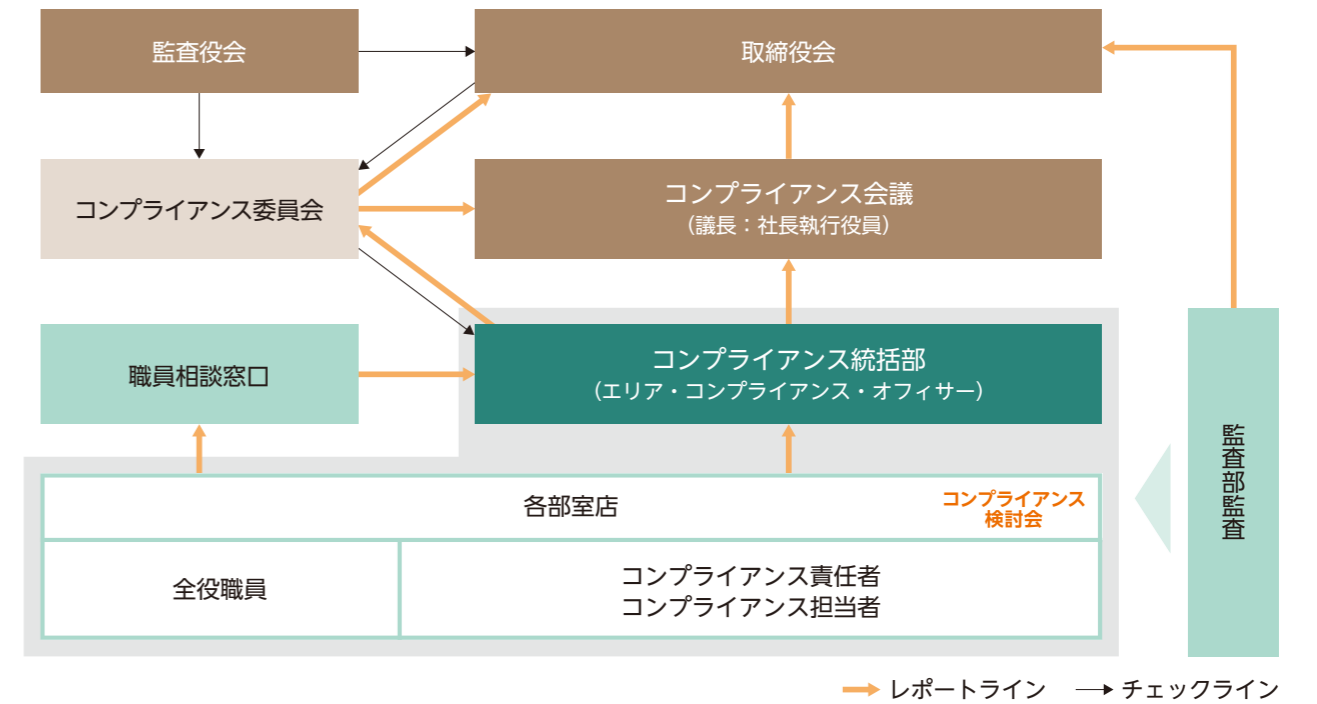 監査役会
取締役会
コンプライアンス委員会
コンプライアンス会議
（議長：社長執行役員）
職員相談窓口
コンプライアンス統括部
（エリア・コンプライアンス・オフィサー）
監査部監査
各部室店
コンプライアンス
検討会
全役職員
コンプライアンス責任者
コンプライアンス担当者
レポートライン
チェックライン